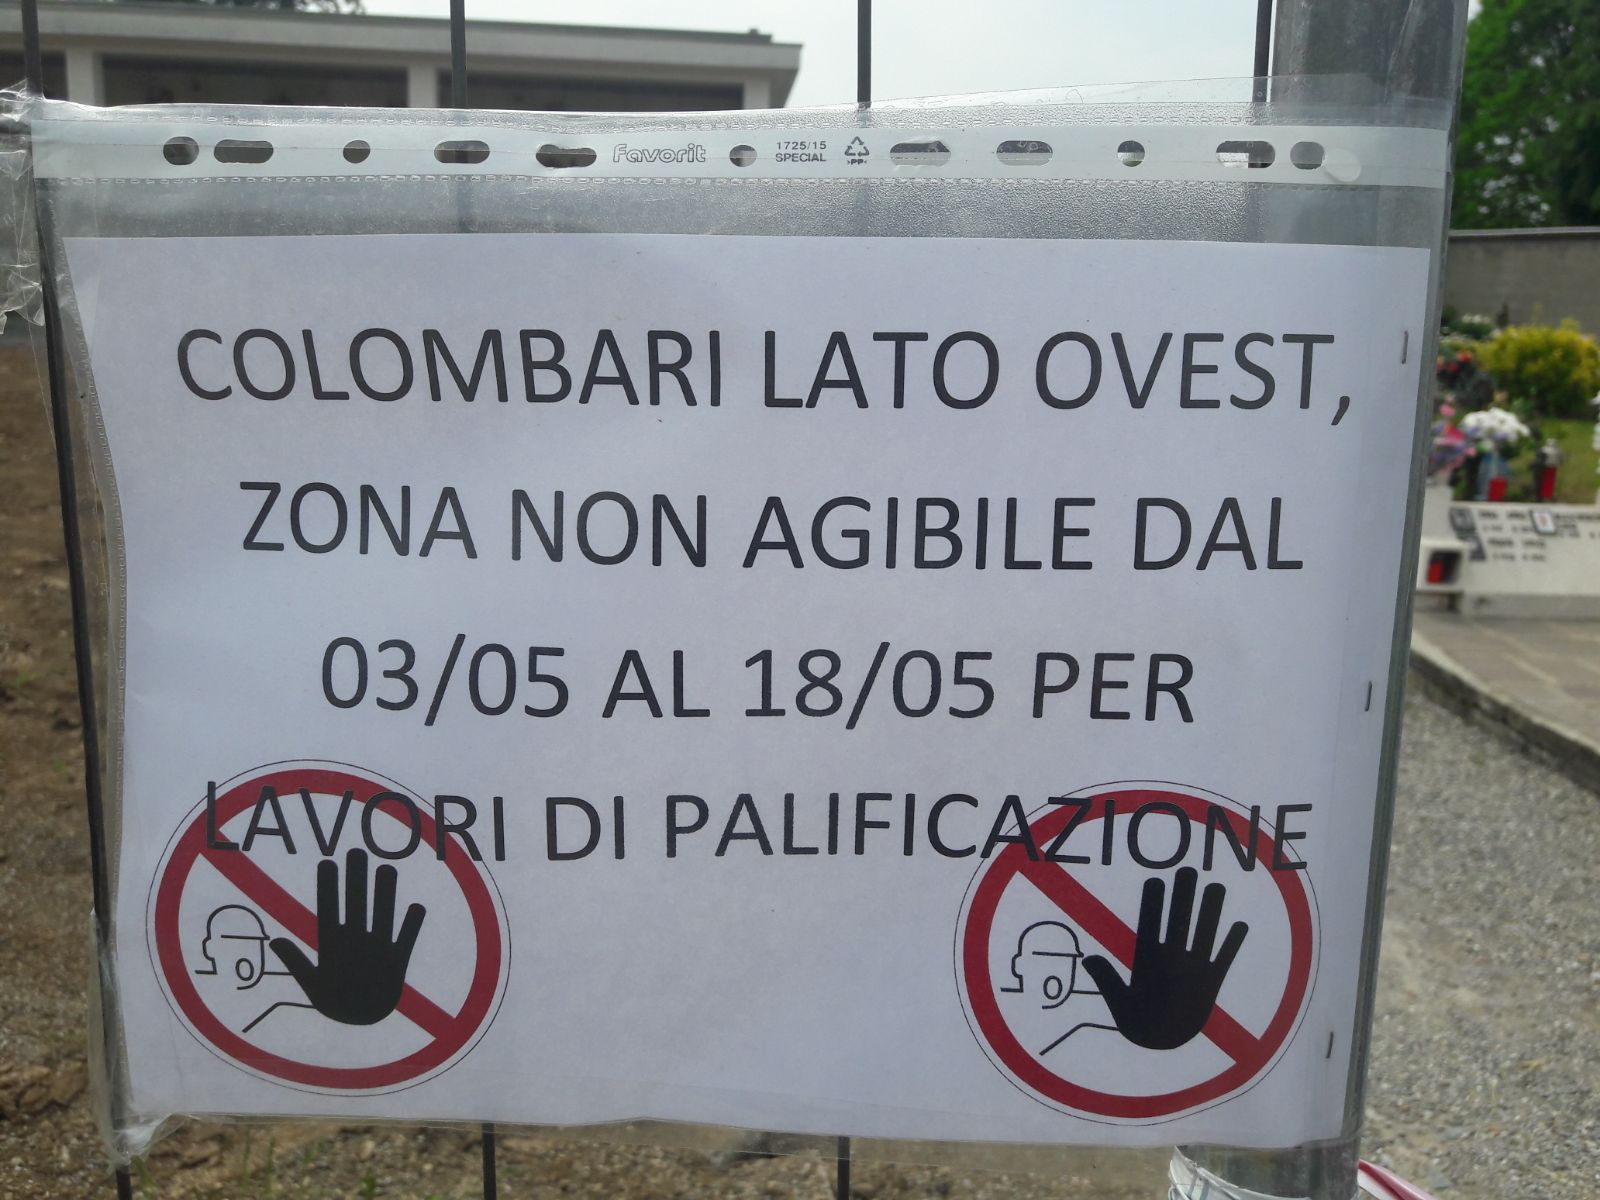 Favorit
1725/15
SPECIAL
PP
COLOMBARI LATO OVEST,
ZONA NON AGIBILE DAL
03/05 AL 18/05 PER
LAVORI DI PALIFICAZIONE